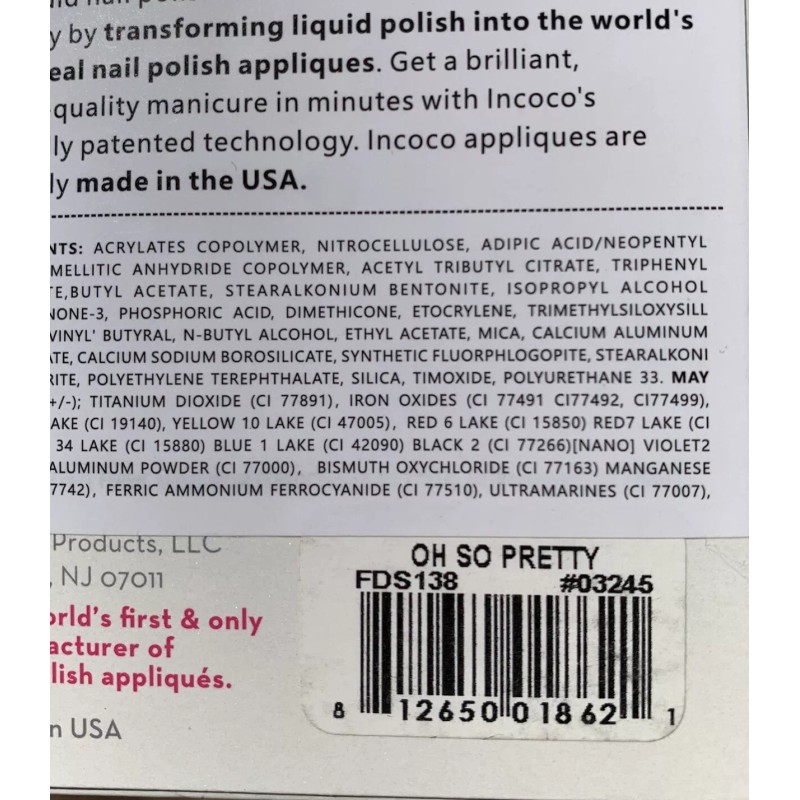 y by transforming liquid polish into the world's
eal nail polish appliques. Get a brilliant,
quality manicure in minutes with Incoco's
ly patented technology. Incoco appliques are
ly made in the USA.
NTS: ACRYLATES COPOLYMER, NITROCELLULOSE, ADIPIC ACID/NEOPENTYL
MELLITIC ANHYDRIDE COPOLYMER, ACETYL TRIBUTYL CITRATE, TRIPHENYL
TE,BUTYL ACETATE, STEARALKONIUM BENTONITE, ISOPROPYL ALCOHOL
NONE-3, PHOSPHORIC ACID, DIMETHICONE, ETOCRYLENE, TRIMETHYLSILOXYSILL
VINYL' BUTYRAL, N-BUTYL ALCOHOL, ETHYL ACETATE, MICA, CALCIUM ALUMINUM
ATE, CALCIUM SODIUM BOROSILICATE, SYNTHETIC FLUORPHLOGOPITE, STEARALKONI
RITE, POLYETHYLENE TEREPHTHALATE, SILICA, TIMOXIDE, POLYURETHANE 33. MAY
+/-); TITANIUM DIOXIDE (CI 77891), IRON OXIDES (CI 77491 CI77492, CI77499),
AKE (CI 19140), YELLOW 10 LAKE (CI 47005), RED 6 LAKE (CI 15850) RED7 LAKE (CI
34 LAKE (CI 15880) BLUE 1 LAKE (CI 42090) BLACK 2 (CI 77266)[NANO] VIOLET2
ALUMINUM POWDER (CI 77000), BISMUTH OXYCHLORIDE (CI 77163) MANGANESE
7742), FERRIC AMMONIUM FERROCYANIDE (CI 77510), ULTRAMARINES (CI 77007),
Products, LLC
, NJ 07011
orld's first & only
acturer of
lish appliqués.
n USA
OH SO PRETTY
FDS138 #03245
8 12650 01862 1